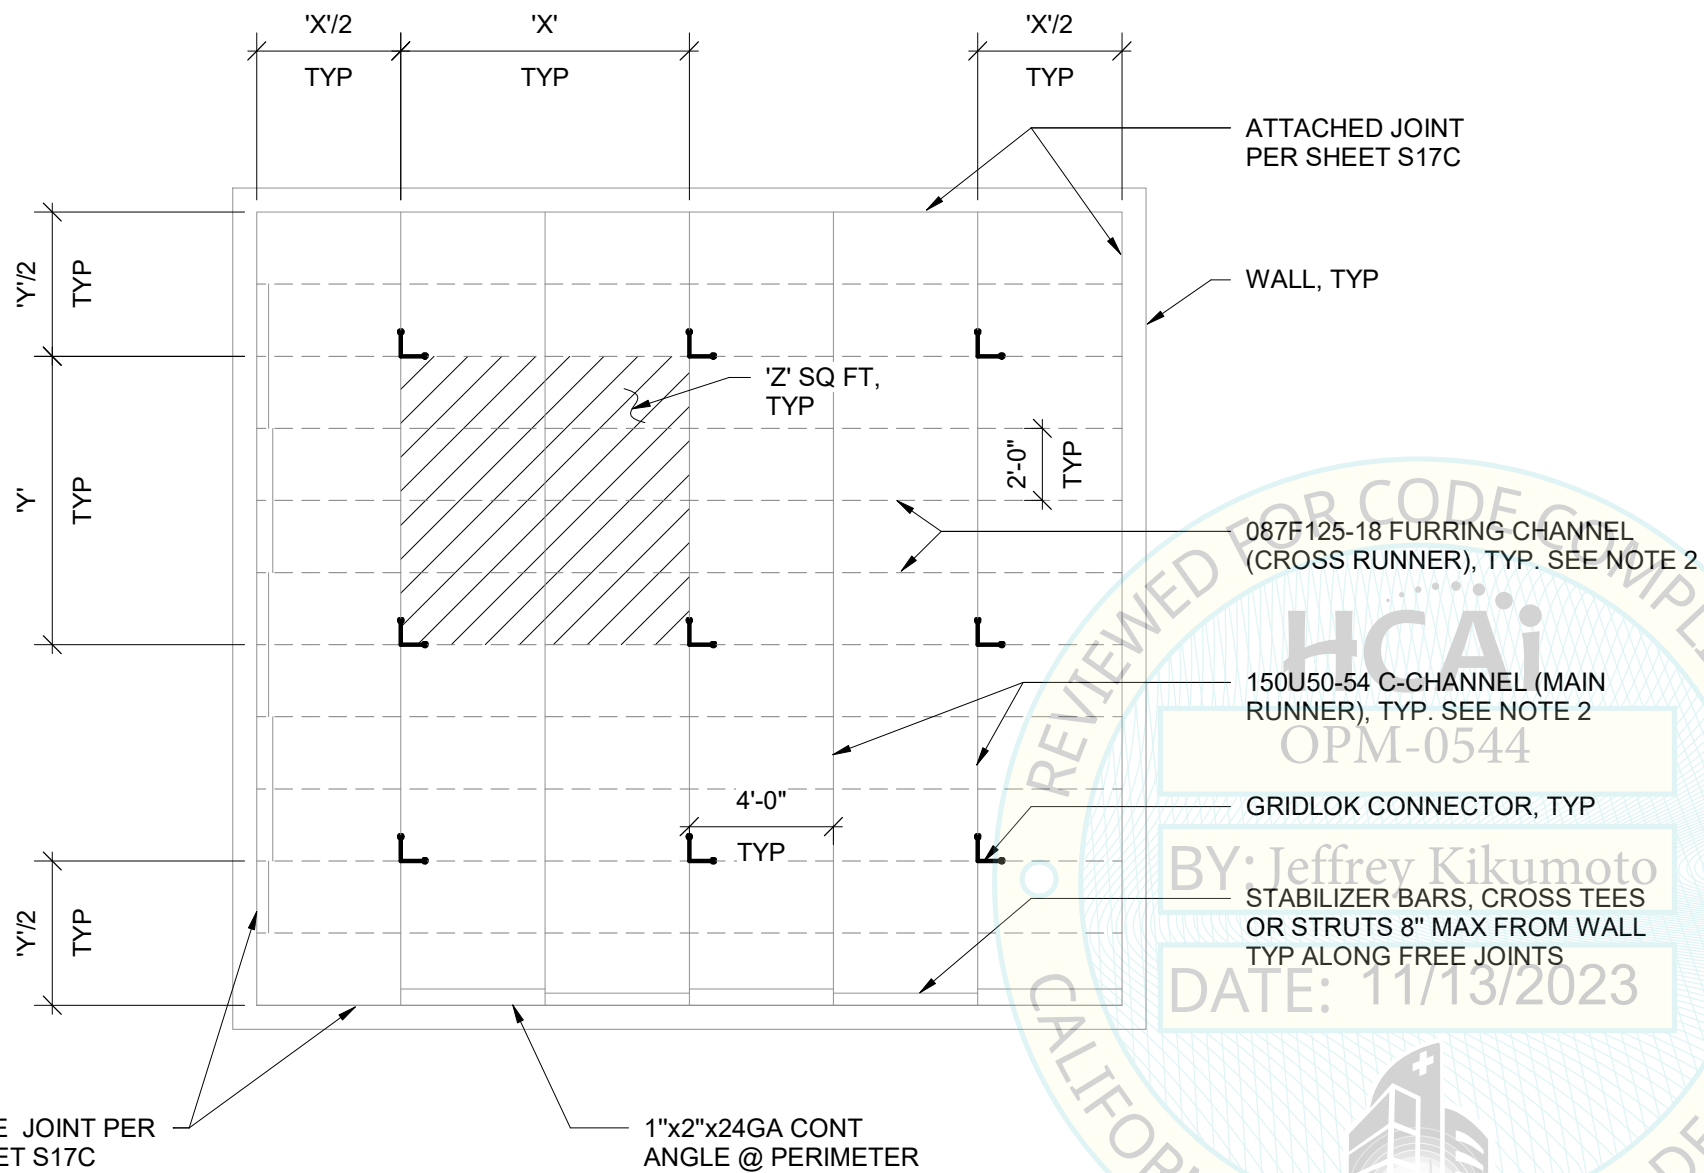 'X'/2
TYP
'X'
TYP
'X'/2
TYP
ATTACHED JOINT
PER SHEET S17C
WALL, TYP
'Y'/2
TYP
'Z' SQ FT,
TYP
'Y'
TYP
2'-0"
TYP
087F125-18 FURRING CHANNEL
(CROSS RUNNER), TYP. SEE NOTE 2
150U50-54 C-CHANNEL (MAIN
RUNNER), TYP. SEE NOTE 2
4'-0"
TYP
GRIDLOK CONNECTOR, TYP
STABILIZER BARS, CROSS TEES
OR STRUTS 8" MAX FROM WALL
TYP ALONG FREE JOINTS
'Y'/2
TYP
E JOINT PER
ET S17C
1"x2"x24GA CONT
ANGLE @ PERIMETER
REVIEWED FOR CODE COMPLI
HCAi
OPM-0544
BY: Jeffrey Kikumoto
DATE: 11/13/2023
CALIFOR
DE